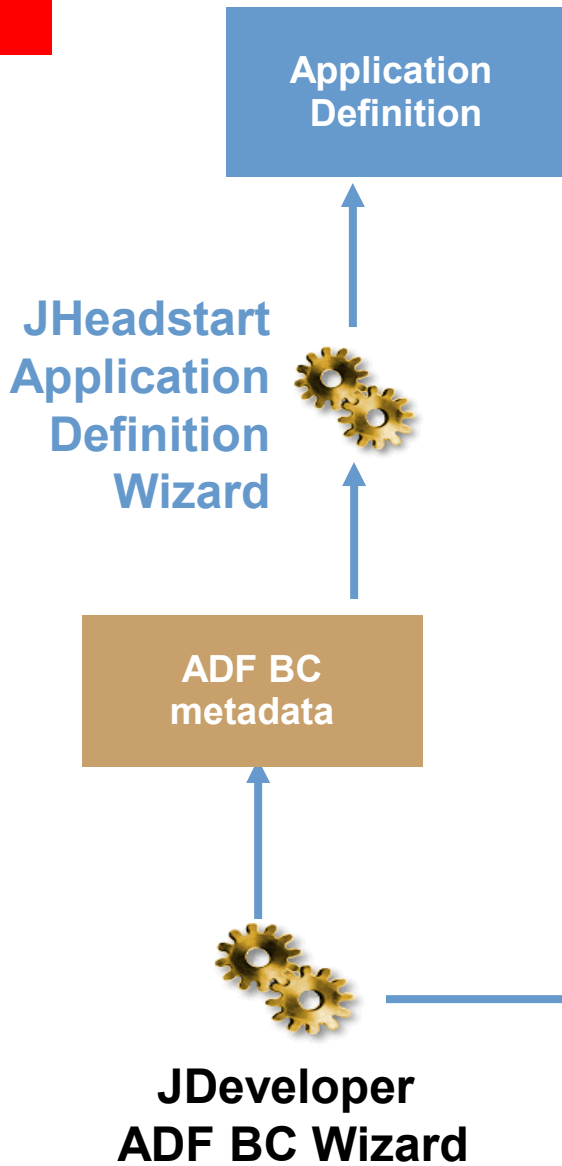 Application
Definition
JHeadstart
Application
Definition
Wizard
ADF BC
metadata
JDeveloper
ADF BC Wizard